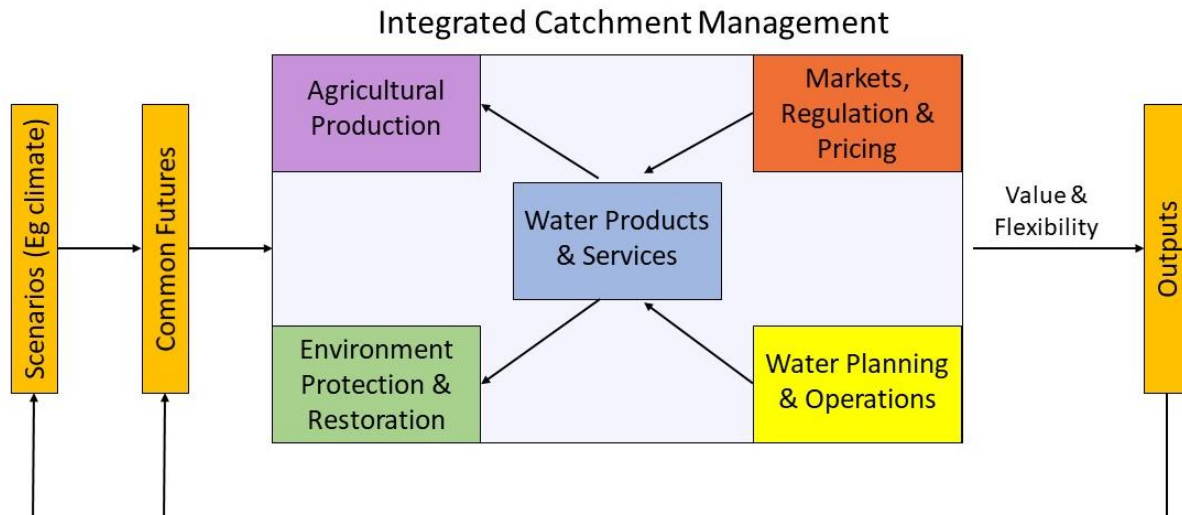 Integrated Catchment Management
Scenarios (Eg climate)
Common Futures
Agricultural
Production
Markets,
Regulation &
Pricing
Water Products
& Services
Environment
Protection &
Restoration
Water Planning
& Operations
Value &
Flexibility
Outputs